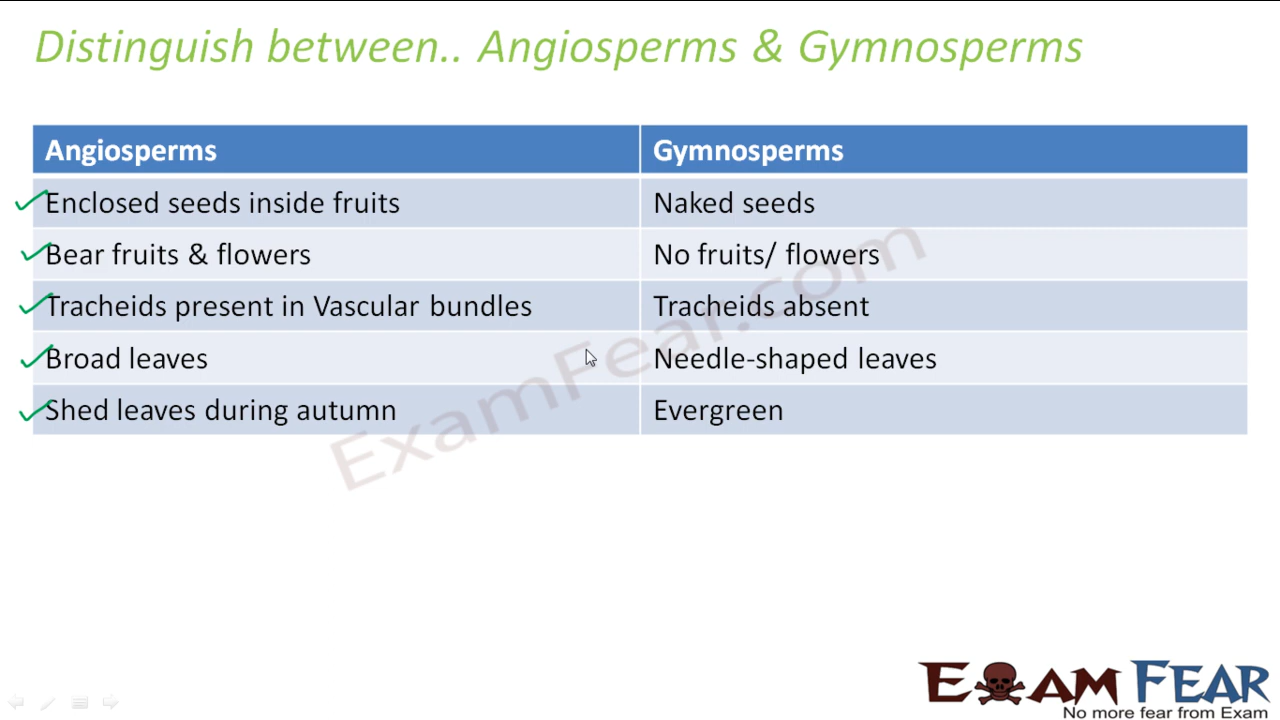 Distinguish between.. Angiosperms & Gymnosperms
Angiosperms Gymnosperms
Enclosed seeds inside fruits Naked seeds
Bear fruits & flowers No fruits/ flowers
Tracheids present in Vascular bundles Tracheids absent
Broad leaves Needle-shaped leaves
Shed leaves during autumn Evergreen
ExamFear.com
EXAM FEAR
No more fear from Exam